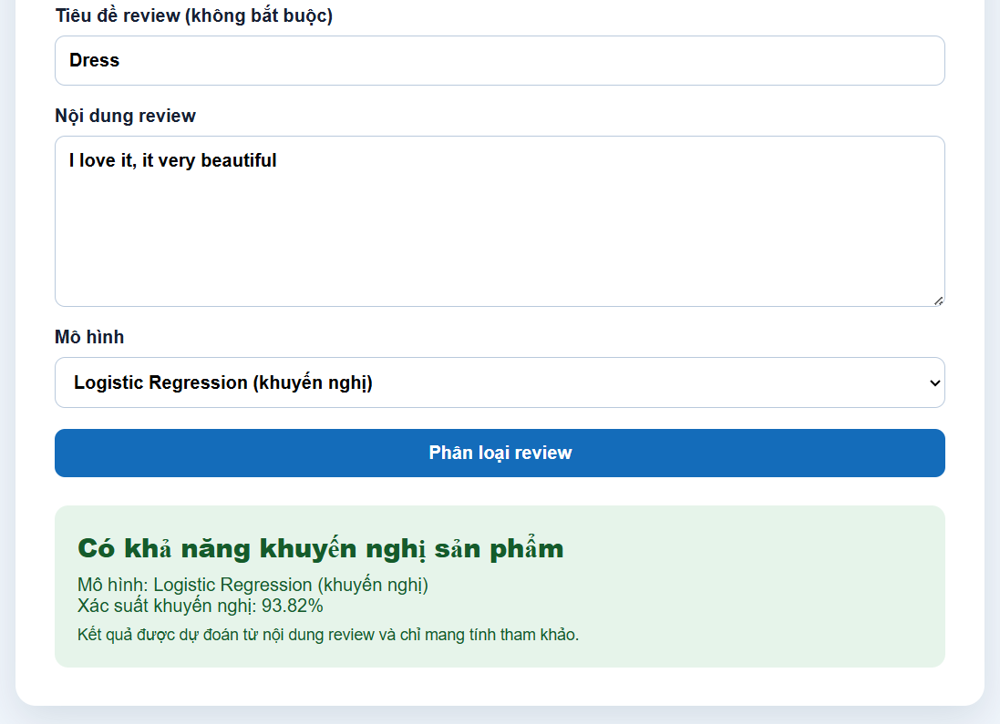 Tiêu đề review (không bắt buộc)
Dress
Nội dung review
I love it, it very beautiful
Mô hình
Logistic Regression (khuyến nghị)
Phân loại review
Có khả năng khuyến nghị sản phẩm
Mô hình: Logistic Regression (khuyến nghị)
Xác suất khuyến nghị: 93.82%
Kết quả được dự đoán từ nội dung review và chỉ mang tính tham khảo.